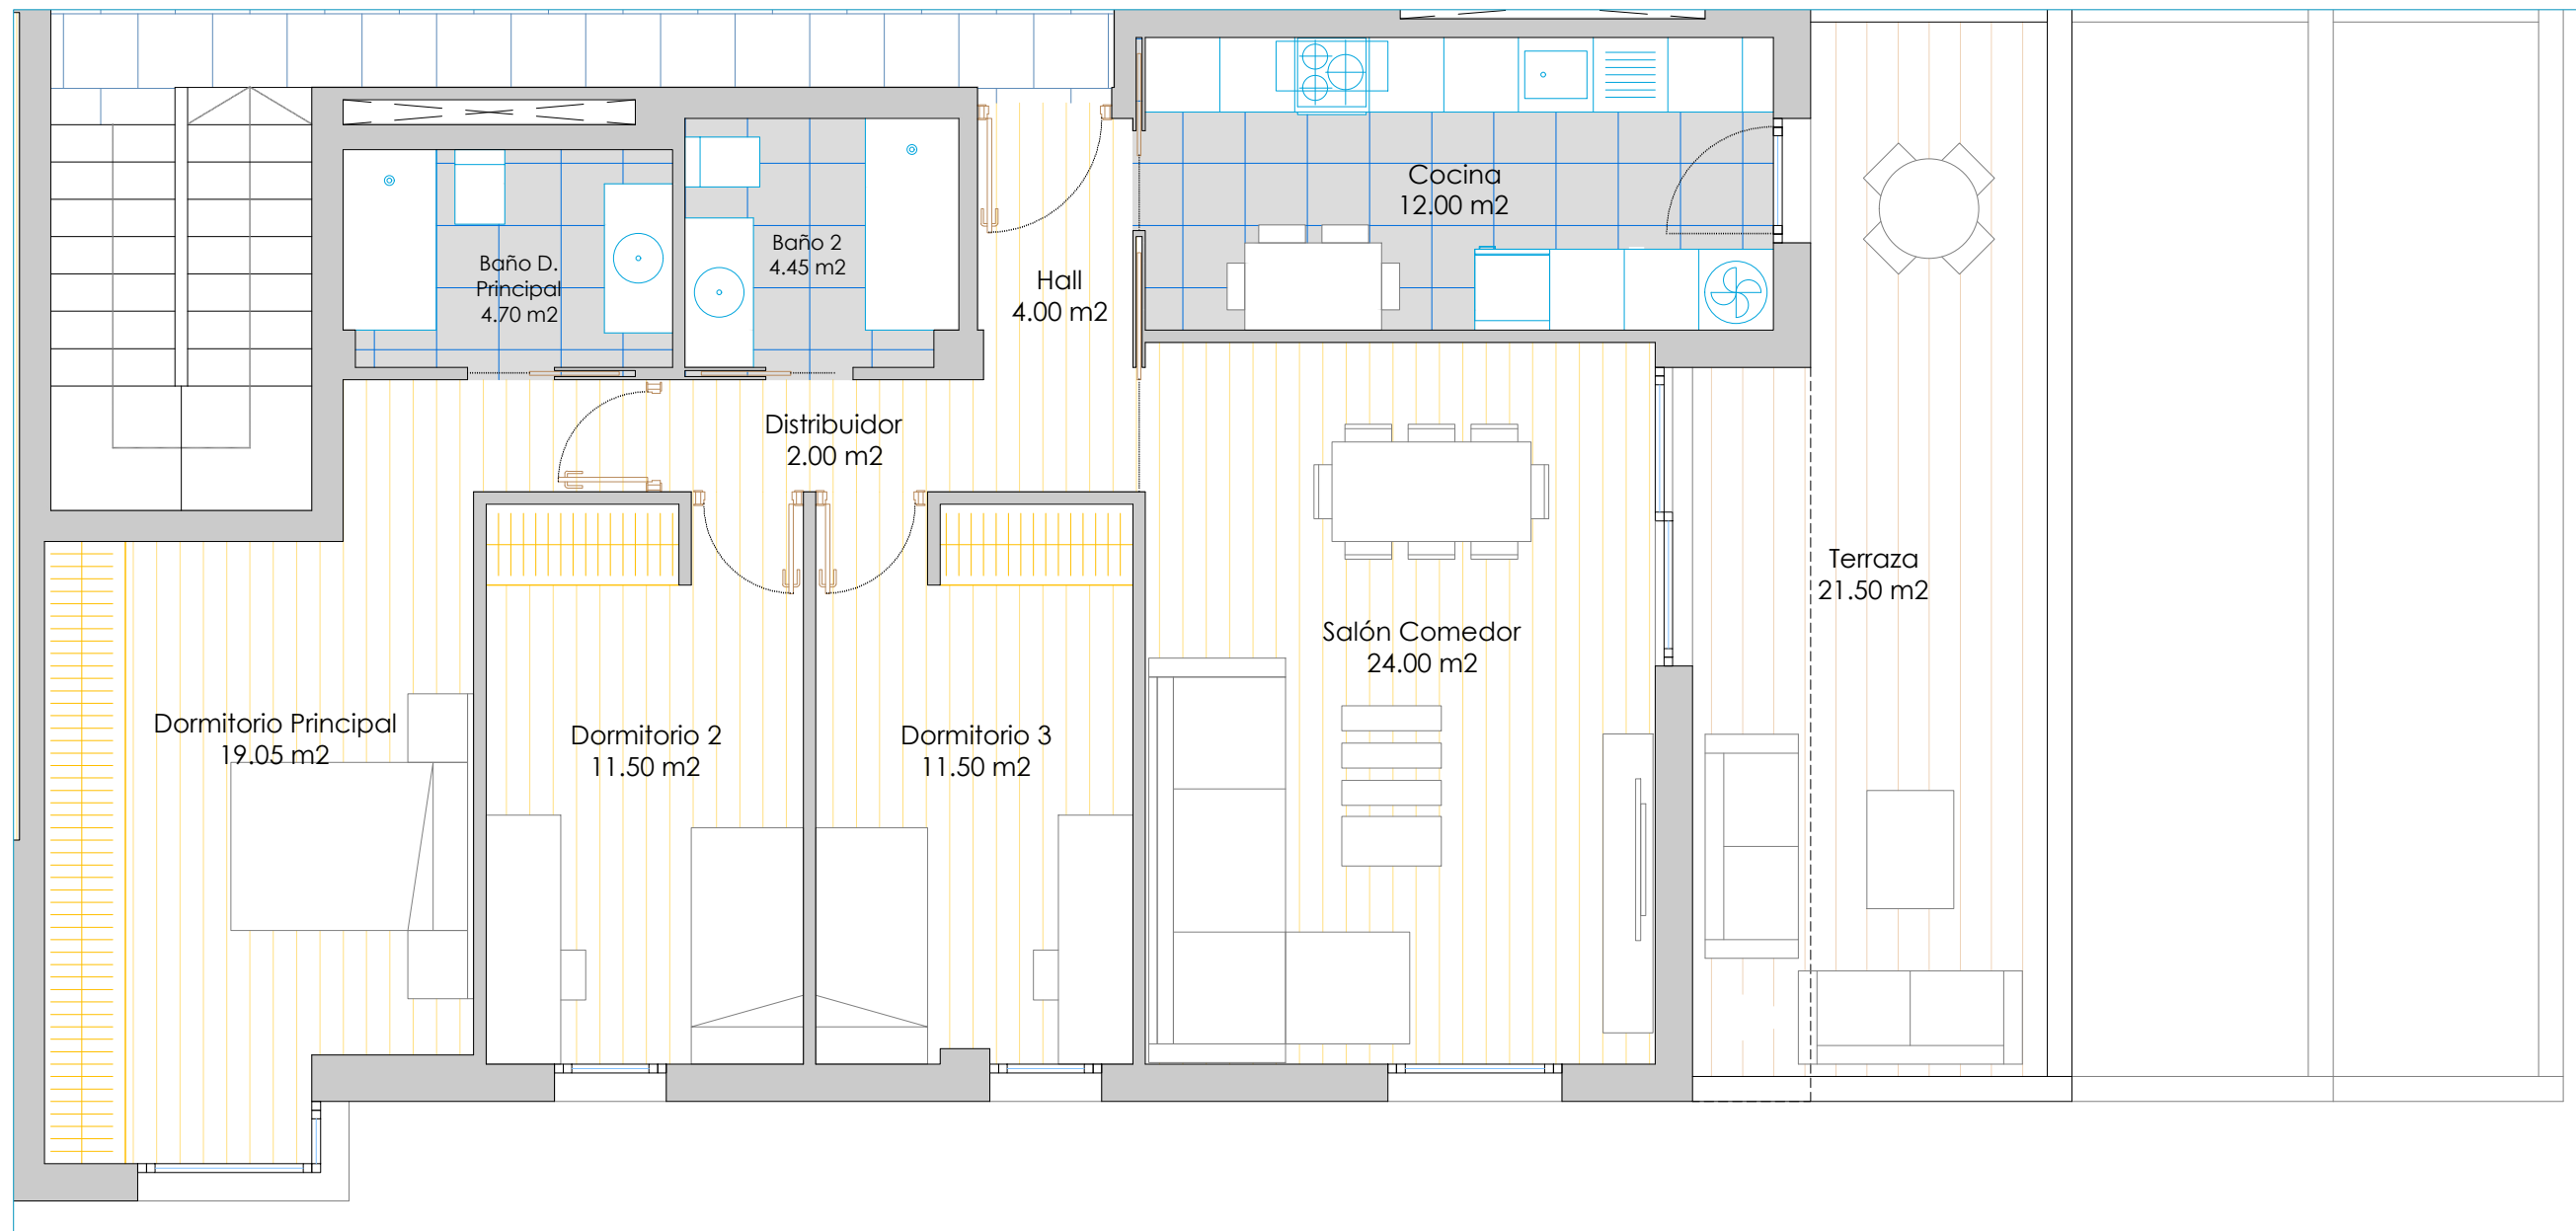 Cocina
12.00 m2
Baño 2
4.45 m2
Baño D.
Principal
4.70 m2
Hall
4.00 m2
Distribuidor
2.00 m2
Terraza
21.50 m2
Salón Comedor
24.00 m2
Dormitorio Principal
19.05 m2
Dormitorio 2
11.50 m2
Dormitorio 3
11.50 m2